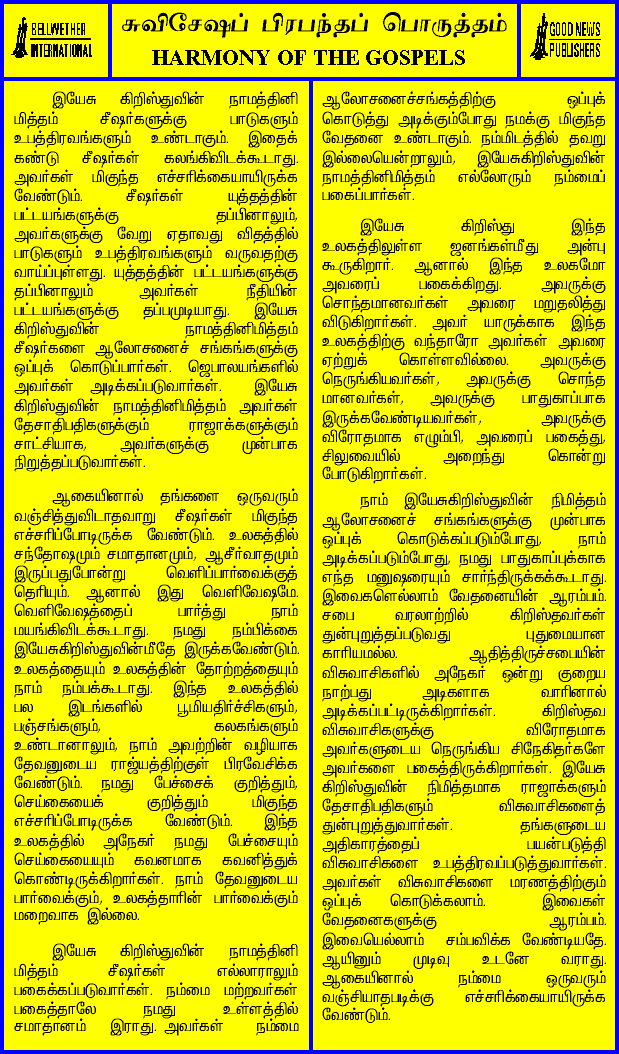 BELLWETHER
INTERNATIONAL
சுவிசேஷப் பிரபந்தப் பொருத்தம்
HARMONY OF THE GOSPELS
GOOD NEWS
PUBLISHERS
இயேசு கிறிஸ்துவின் நாமத்தினி
மித்தம் சீஷர்களுக்கு பாடுகளும்
உபத்திரவங்களும் உண்டாகும். இதைக்
கண்டு சீஷர்கள் கலங்கிவிடக்கூடாது.
அவர்கள் மிகுந்த எச்சரிக்கையாயிருக்க
வேண்டும். சீஷர்கள் யுத்தத்தின்
பட்டயங்களுக்கு தப்பினாலும்,
அவர்களுக்கு வேறு ஏதாவது விதத்தில்
பாடுகளும் உபத்திரவங்களும் வருவதற்கு
வாய்ப்புள்ளது. யுத்தத்தின் பட்டயங்களுக்கு
தப்பினாலும் அவர்கள் நீதியின்
பட்டயங்களுக்கு தப்பமுடியாது. இயேசு
கிறிஸ்துவின் நாமத்தினிமித்தம்
சீஷர்களை ஆலோசனைச் சங்கங்களுக்கு
ஒப்புக் கொடுப்பார்கள். ஜெபாலயங்களில்
அவர்கள் அடிக்கப்படுவார்கள். இயேசு
கிறிஸ்துவின் நாமத்தினிமித்தம் அவர்கள்
தேசாதிபதிகளுக்கும் ராஜாக்களுக்கும்
சாட்சியாக, அவர்களுக்கு முன்பாக
நிறுத்தப்படுவார்கள்.
ஆகையினால் தங்களை ஒருவரும்
வஞ்சித்துவிடாதவாறு சீஷர்கள் மிகுந்த
எச்சரிப்போடிருக்க வேண்டும். உலகத்தில்
சந்தோஷமும் சமாதானமும், ஆசீர்வாதமும்
இருப்பதுபோன்று வெளிப்பார்வைக்குத்
தெரியும். ஆனால் இது வெளிவேஷமே.
வெளிவேஷத்தைப் பார்த்து நாம்
மயங்கிவிடக்கூடாது. நமது நம்பிக்கை
இயேசுகிறிஸ்துவின்மீதே இருக்கவேண்டும்.
உலகத்தையும் உலகத்தின் தோற்றத்தையும்
நாம் நம்பக்கூடாது. இந்த உலகத்தில்
பல இடங்களில் பூமியதிர்ச்சிகளும்,
பஞ்சங்களும், கலகங்களும்
உண்டானாலும், நாம் அவற்றின் வழியாக
தேவனுடைய ராஜ்யத்திற்குள் பிரவேசிக்க
வேண்டும். நமது பேச்சைக் குறித்தும்,
செய்கையைக் குறித்தும் மிகுந்த
எச்சரிப்போடிருக்க வேண்டும். இந்த
உலகத்தில் அநேகர் நமது பேச்சையும்
செய்கையையும் கவனமாக கவனித்துக்
கொண்டிருக்கிறார்கள். நாம் தேவனுடைய
பார்வைக்கும், உலகத்தாரின் பார்வைக்கும்
மறைவாக இல்லை.
இயேசு கிறிஸ்துவின் நாமத்தினி
மித்தம் சீஷர்கள் எல்லாராலும்
பகைக்கப்படுவார்கள். நம்மை மற்றவர்கள்
பகைத்தாலே நமது உள்ளத்தில்
சமாதானம் இராது. அவர்கள் நம்மை
ஆலோசனைச்சங்கத்திற்கு ஒப்புக்
கொடுத்து அடிக்கும்போது நமக்கு மிகுந்த
வேதனை உண்டாகும். நம்மிடத்தில் தவறு
இல்லையென்றாலும், இயேசுகிறிஸ்துவின்
நாமத்தினிமித்தம் எல்லோரும் நம்மைப்
பகைப்பார்கள்.
இயேசு கிறிஸ்து இந்த
உலகத்திலுள்ள ஜனங்கள்மீது அன்பு
கூருகிறார். ஆனால் இந்த உலகமோ
அவரைப் பகைக்கிறது. அவருக்கு
சொந்தமானவர்கள் அவரை மறுதலித்து
விடுகிறார்கள். அவர் யாருக்காக இந்த
உலகத்திற்கு வந்தாரோ அவர்கள் அவரை
ஏற்றுக் கொள்ளவில்லை. அவருக்கு
நெருங்கியவர்கள், அவருக்கு சொந்த
மானவர்கள், அவருக்கு பாதுகாப்பாக
இருக்கவேண்டியவர்கள், அவருக்கு
விரோதமாக எழும்பி, அவரைப் பகைத்து,
சிலுவையில் அறைந்து கொன்று
போடுகிறார்கள்.
நாம் இயேசுகிறிஸ்துவின் நிமித்தம்
ஆலோசனைச் சங்கங்களுக்கு முன்பாக
ஒப்புக் கொடுக்கப்படும்போது, நாம்
அடிக்கப்படும்போது, நமது பாதுகாப்புக்காக
எந்த மனுஷரையும் சார்ந்திருக்கக்கூடாது.
இவைகளெல்லாம் வேதனையின் ஆரம்பம்.
சபை வரலாற்றில் கிறிஸ்தவர்கள்
துன்புறுத்தப்படுவது புதுமையான
காரியமல்ல. ஆதித்திருச்சபையின்
விசுவாசிகளில் அநேகர் ஒன்று குறைய
நாற்பது அடிகளாக வாரினால்
அடிக்கப்பட்டிருக்கிறார்கள். கிறிஸ்தவ
விசுவாசிகளுக்கு விரோதமாக
அவர்களுடைய நெருங்கிய சிநேகிதர்களே
அவர்களை பகைத்திருக்கிறார்கள். இயேசு
கிறிஸ்துவின் நிமித்தமாக ராஜாக்களும்
தேசாதிபதிகளும் விசுவாசிகளைத்
துன்புறுத்துவார்கள். தங்களுடைய
அதிகாரத்தைப் பயன்படுத்தி
விசுவாசிகளை உபத்திரவப்படுத்துவார்கள்.
அவர்கள் விசுவாசிகளை மரணத்திற்கும்
ஒப்புக் கொடுக்கலாம். இவைகள்
வேதனைகளுக்கு ஆரம்பம்.
இவையெல்லாம் சம்பவிக்க வேண்டியதே.
ஆயினும் முடிவு உடனே வராது.
ஆகையினால் நம்மை ஒருவரும்
வஞ்சியாதபடிக்கு எச்சரிக்கையாயிருக்க
வேண்டும்.